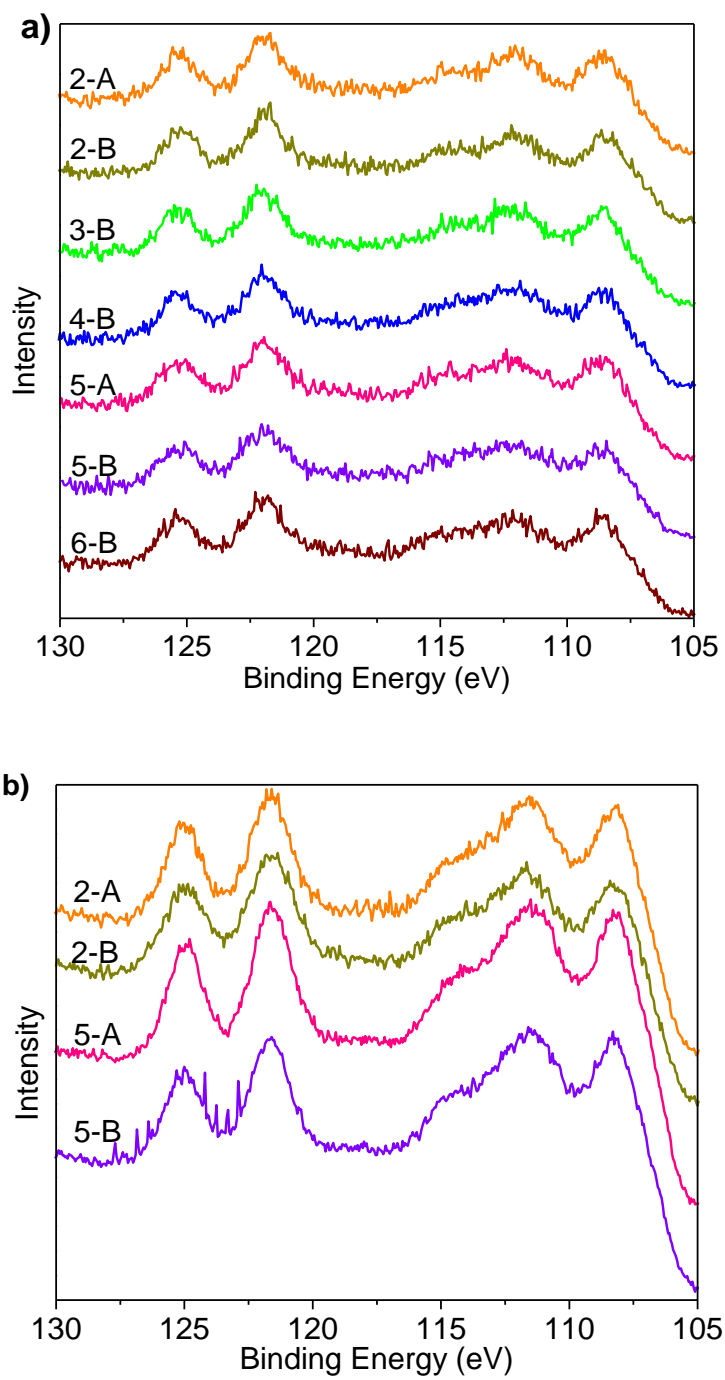 a)
2-A
2-B
3-B
4-B
5-A
5-B
6-B
Intensity
130 125 120 115 110 105
Binding Energy (eV)
b)
2-A
2-B
5-A
5-B
Intensity
130 125 120 115 110 105
Binding Energy (eV)